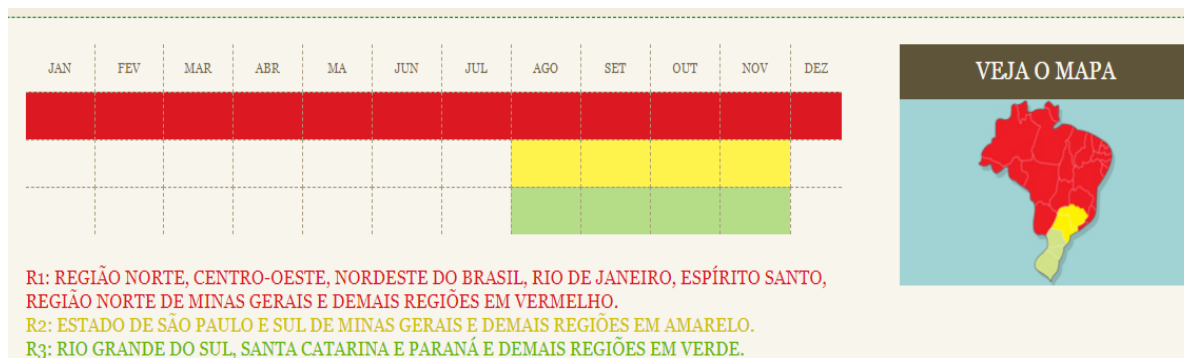 JAN FEV MAR ABR MA JUN JUL AGO SET OUT NOV DEZ
VEJA O MAPA
R1: REGIÃO NORTE, CENTRO-OESTE, NORDESTE DO BRASIL, RIO DE JANEIRO, ESPÍRITO SANTO,
REGIÃO NORTE DE MINAS GERAIS E DEMAIS REGIÕES EM VERMELHO.
R2: ESTADO DE SÃO PAULO E SUL DE MINAS GERAIS E DEMAIS REGIÕES EM AMARELO.
R3: RIO GRANDE DO SUL, SANTA CATARINA E PARANÁ E DEMAIS REGIÕES EM VERDE.